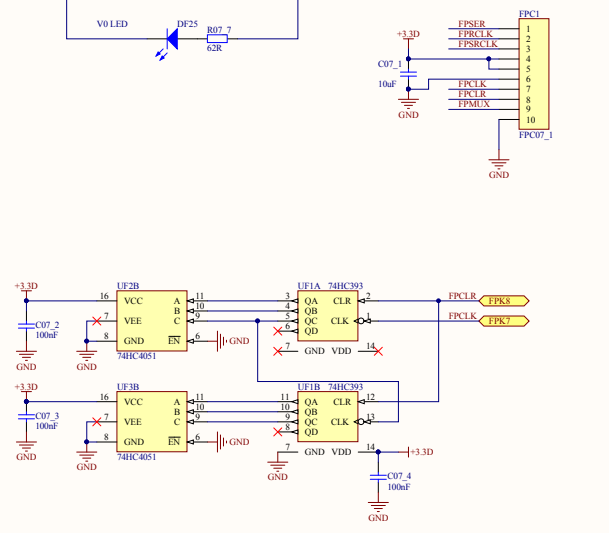 FPC1
V0 LED
DF25
R07_7
62R
+3.3D
C07_1
10uF
GND
FPSER
FPRCLK
FPSRCLK
FPCLK
FPCLR
FPMUX
1
2
3
4
5
6
7
8
9
10
FPC07_1
GND
+3.3D
C07_2
100nF
GND
UF2B
16 VCC A 11
B 10
7 VEE C 9
8 GND EN 6
GND
74HC4051
GND
UF1A 74HC393
3 QA CLR 2
4 QB
5 QC CLK 1
6 QD
7 GND VDD 14
FPCLR FPK8
FPCLK FPK7
+3.3D
C07_3
100nF
GND
UF3B
16 VCC A 11
B 10
7 VEE C 9
8 GND EN 6
GND
74HC4051
GND
UF1B 74HC393
11 QA CLR 12
10 QB
9 QC CLK 13
8 QD
7 GND VDD 14
+3.3D
GND
C07_4
100nF
GND